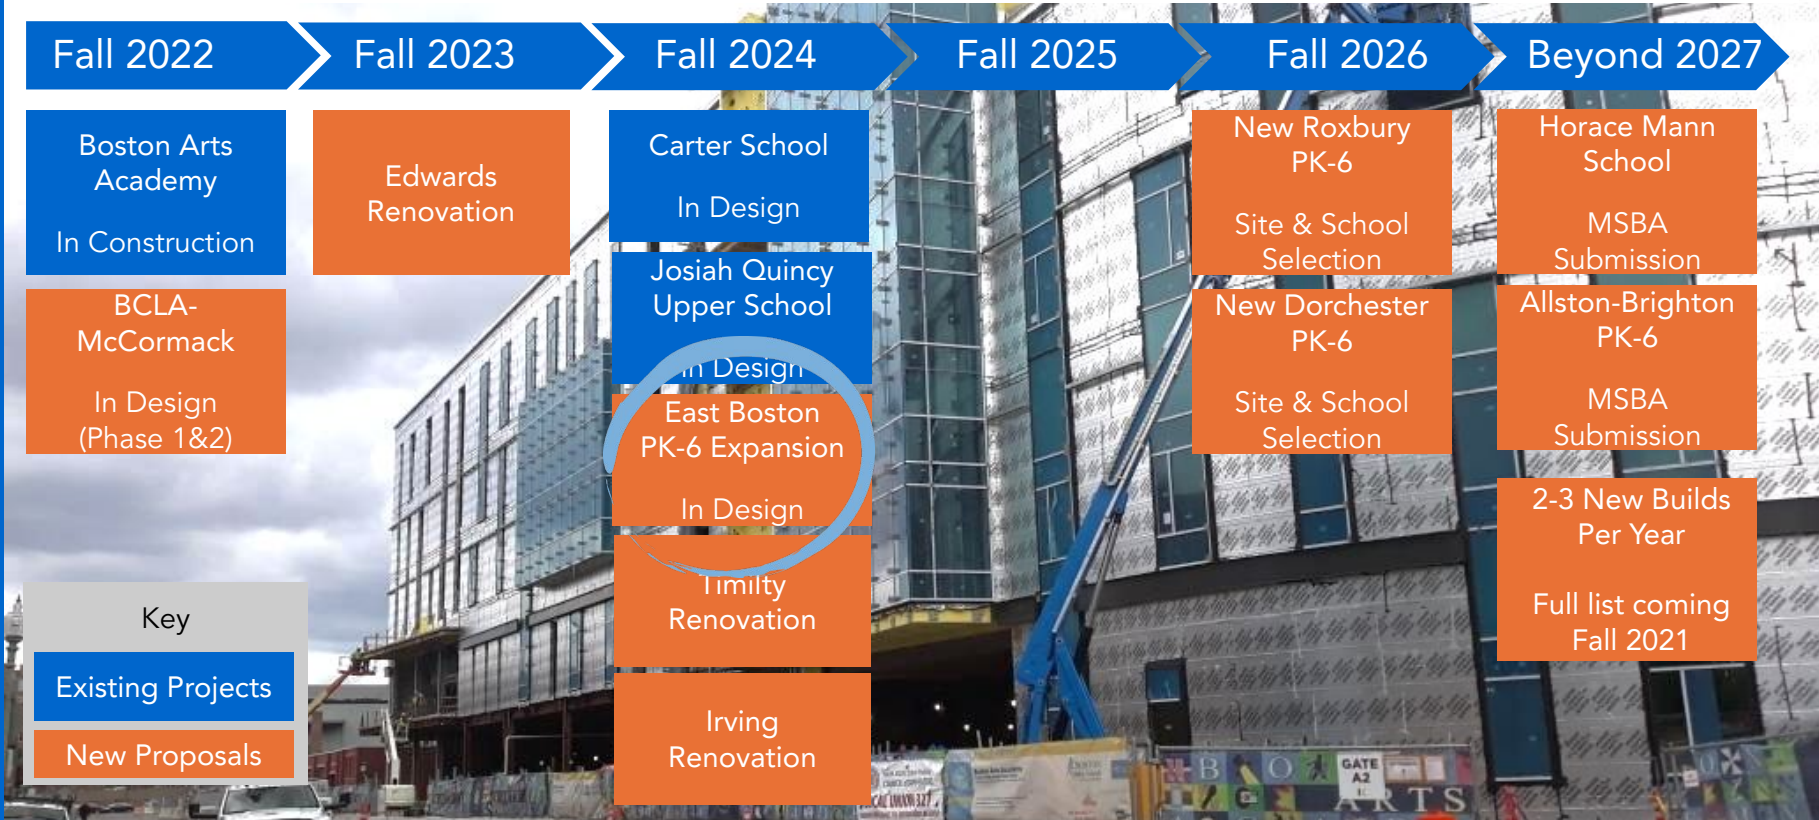 Fall 2022
Fall 2023
Fall 2024
Fall 2025
Fall 2026
Beyond 2027
Boston Arts
Academy
In Construction
BCLA-
McCormack
In Design
(Phase 1&2)
Edwards
Renovation
Carter School
In Design
Josiah Quincy
Upper School
In Design
East Boston
PK-6 Expansion
In Design
Timilty
Renovation
Irving
Renovation
New Roxbury
PK-6
Site & School
Selection
New Dorchester
PK-6
Site & School
Selection
Horace Mann
School
MSBA
Submission
Allston-Brighton
PK-6
MSBA
Submission
2-3 New Builds
Per Year
Full list coming
Fall 2021
Key
Existing Projects
New Proposals
GATE
A2
ARTS